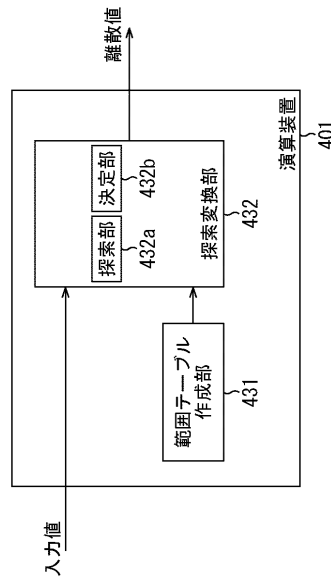 入力値
範囲テーブル
作成部
431
探索部
432a
決定部
432b
探索変換部
432
演算装置
401
離散値